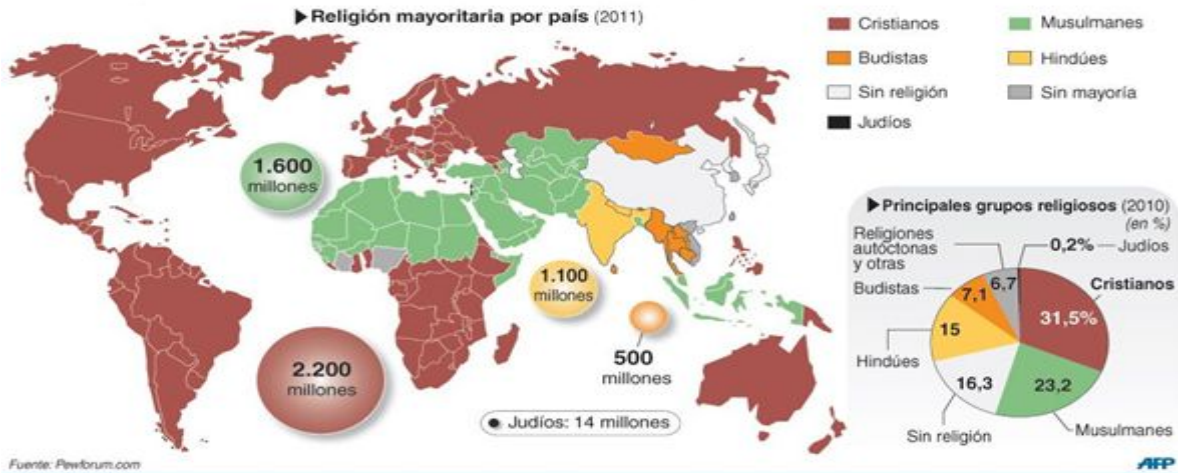 Religión mayoritaria por país (2011)
Cristianos
Musulmanes
Budistas
Hindúes
Sin religión
Sin mayoría
Judíos
1.600
millones
1.100
millones
500
millones
2.200
millones
Judíos: 14 millones
Principales grupos religiosos (2010)
(en %)
Religiones
autóctonas
y otras
0,2%
Judíos
Budistas
7,1
6,7
Cristianos
31,5%
Hindúes
15
16,3
23,2
Sin religión
Musulmanes
Fuente: Pewforum.com
AFP